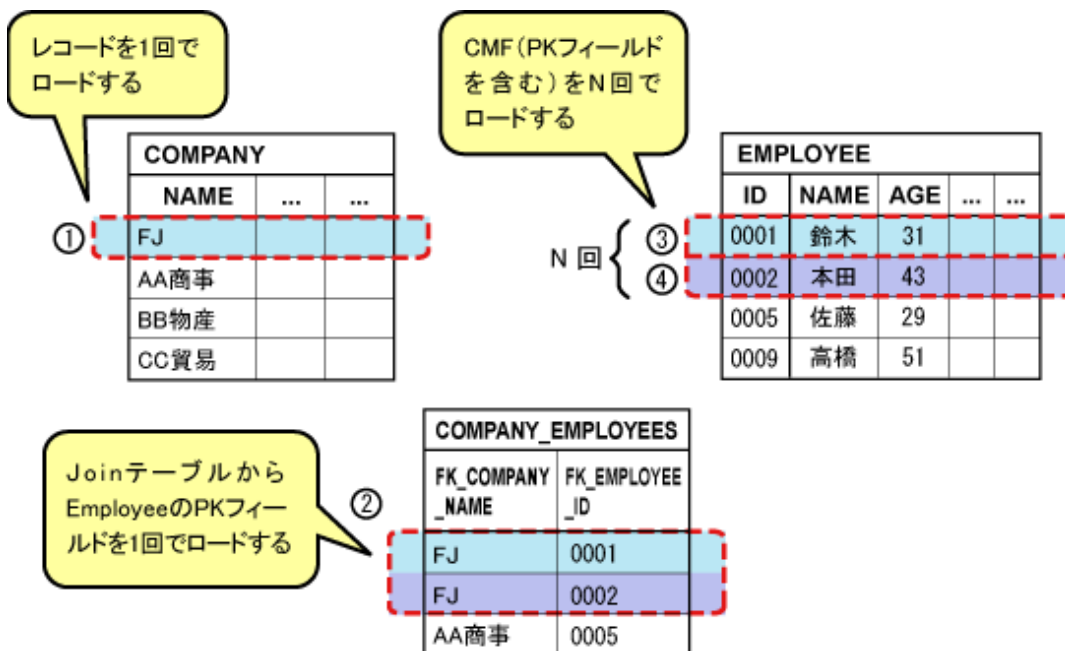 レコードを1回で
ロードする
CMF(PKフィールド
を含む)をN回で
ロードする
COMPANY
NAME ... ...
① FJ
AA商事
BB物産
CC貿易
EMPLOYEE
ID NAME AGE ... ...
N回
③ 0001 鈴木 31
④ 0002 本田 43
0005 佐藤 29
0009 高橋 51
Joinテーブルから
EmployeeのPKフィー
ルドを1回でロードする
②
COMPANY_EMPLOYEES
FK_COMPANY FK_EMPLOYEE
_NAME _ID
FJ 0001
FJ 0002
AA商事 0005